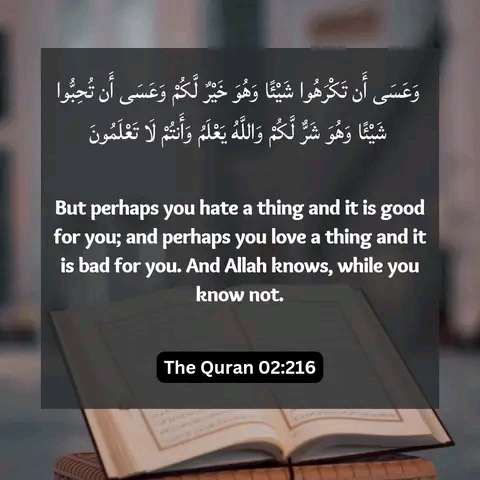 وَعَسَى أَن تَكْرَهُوا شَيْئًا وَهُوَ خَيْرٌ لَّكُمْ وَعَسَى أَن تُحِبُّوا
شَيْئًا وَهُوَ شَرٌّ لَّكُمْ وَاللَّهُ يَعْلَمُ وَأَنتُمْ لَا تَعْلَمُونَ
But perhaps you hate a thing and it is good
for you; and perhaps you love a thing and it
is bad for you. And Allah knows, while you
know not.
The Quran 02:216